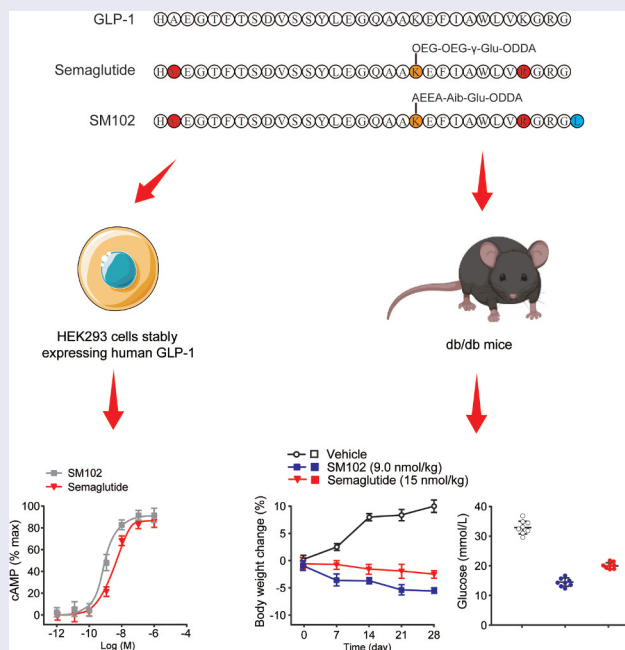 GLP-1 HAEGTFTSDVSSYLEGQAAKEFIAWLVKGRG
OEG-OEG-γ-Glu-ODDA
Semaglutide HVEGTFTSDVSSYLEGQAAKEFIAWLVRGRG
AEEA-Aib-Glu-ODDA
SM102 HVEGTFTSDVSSYLEGQAAKEFIAWLVRGRGL
HEK293 cells stably
expressing human GLP-1
db/db mice
SM102
Semaglutide
cAMP (% max)
100
80
60
40
20
0
-12 -10 -8 -6 -4
Log (M)
Vehicle
SM102 (9.0 nmol/kg)
Semaglutide (15 nmol/kg)
Body weight change (%)
10
5
0
-5
-10
0 7 14 21 28
Time (day)
Glucose (mmol/L)
40
30
20
10
0